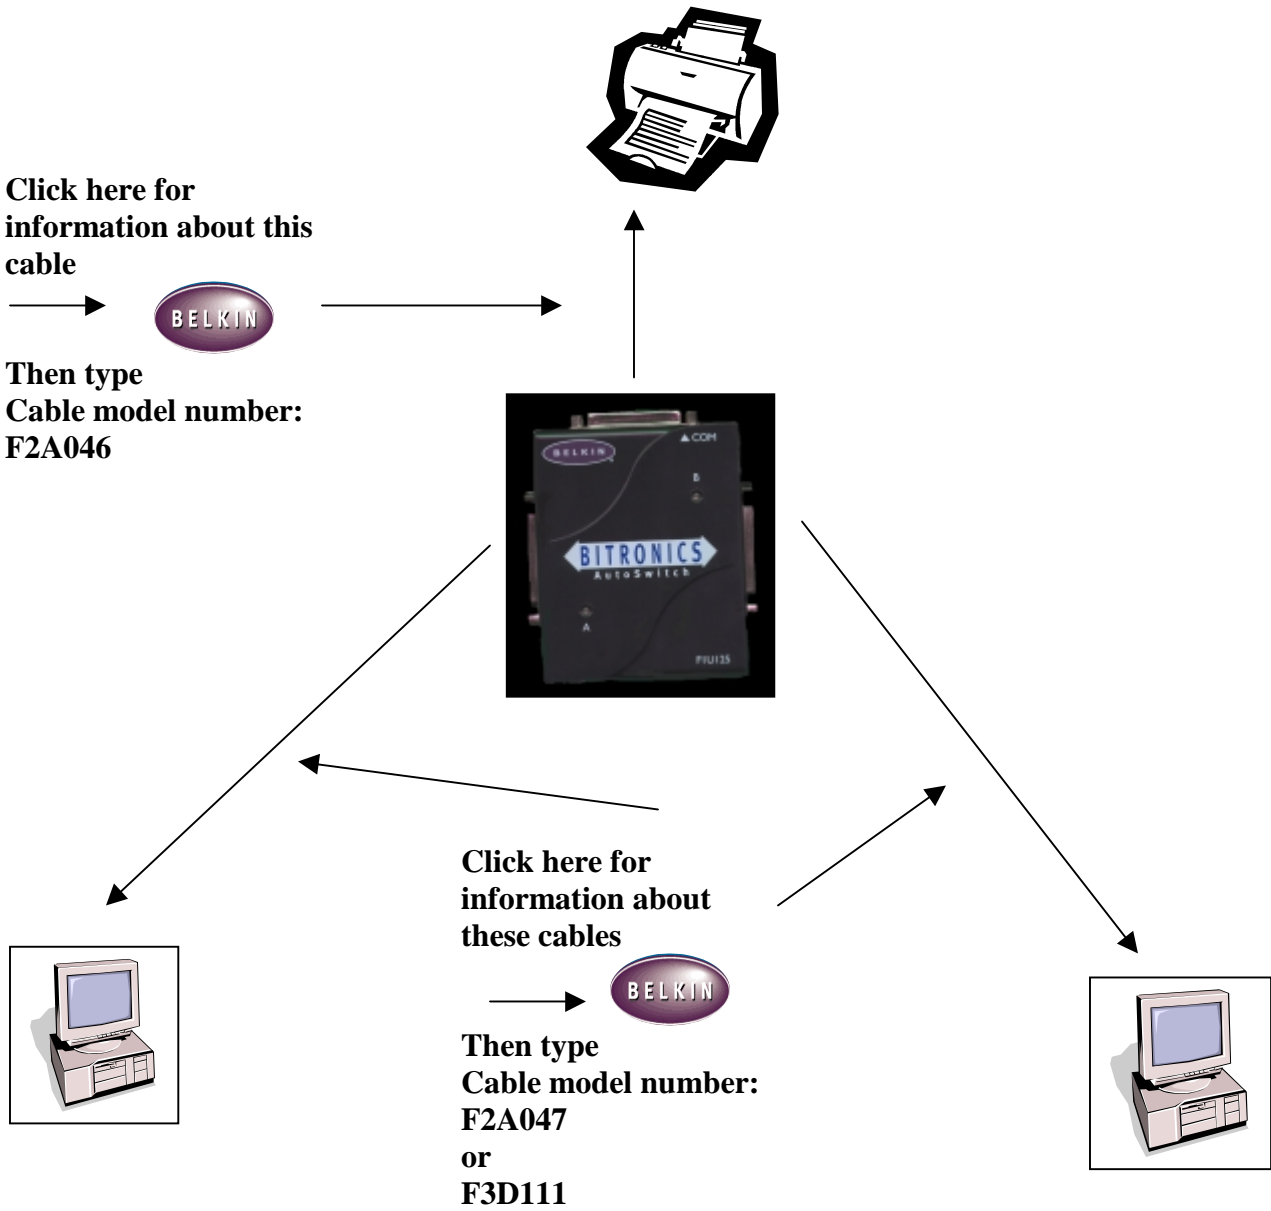 Click here for
information about this
cable
BELKIN
Then type
Cable model number:
F2A046
COM
BELKIN
B
BITRONICS
AutoSwitch
A
F1U125
Click here for
information about
these cables
BELKIN
Then type
Cable model number:
F2A047
or
F3D111